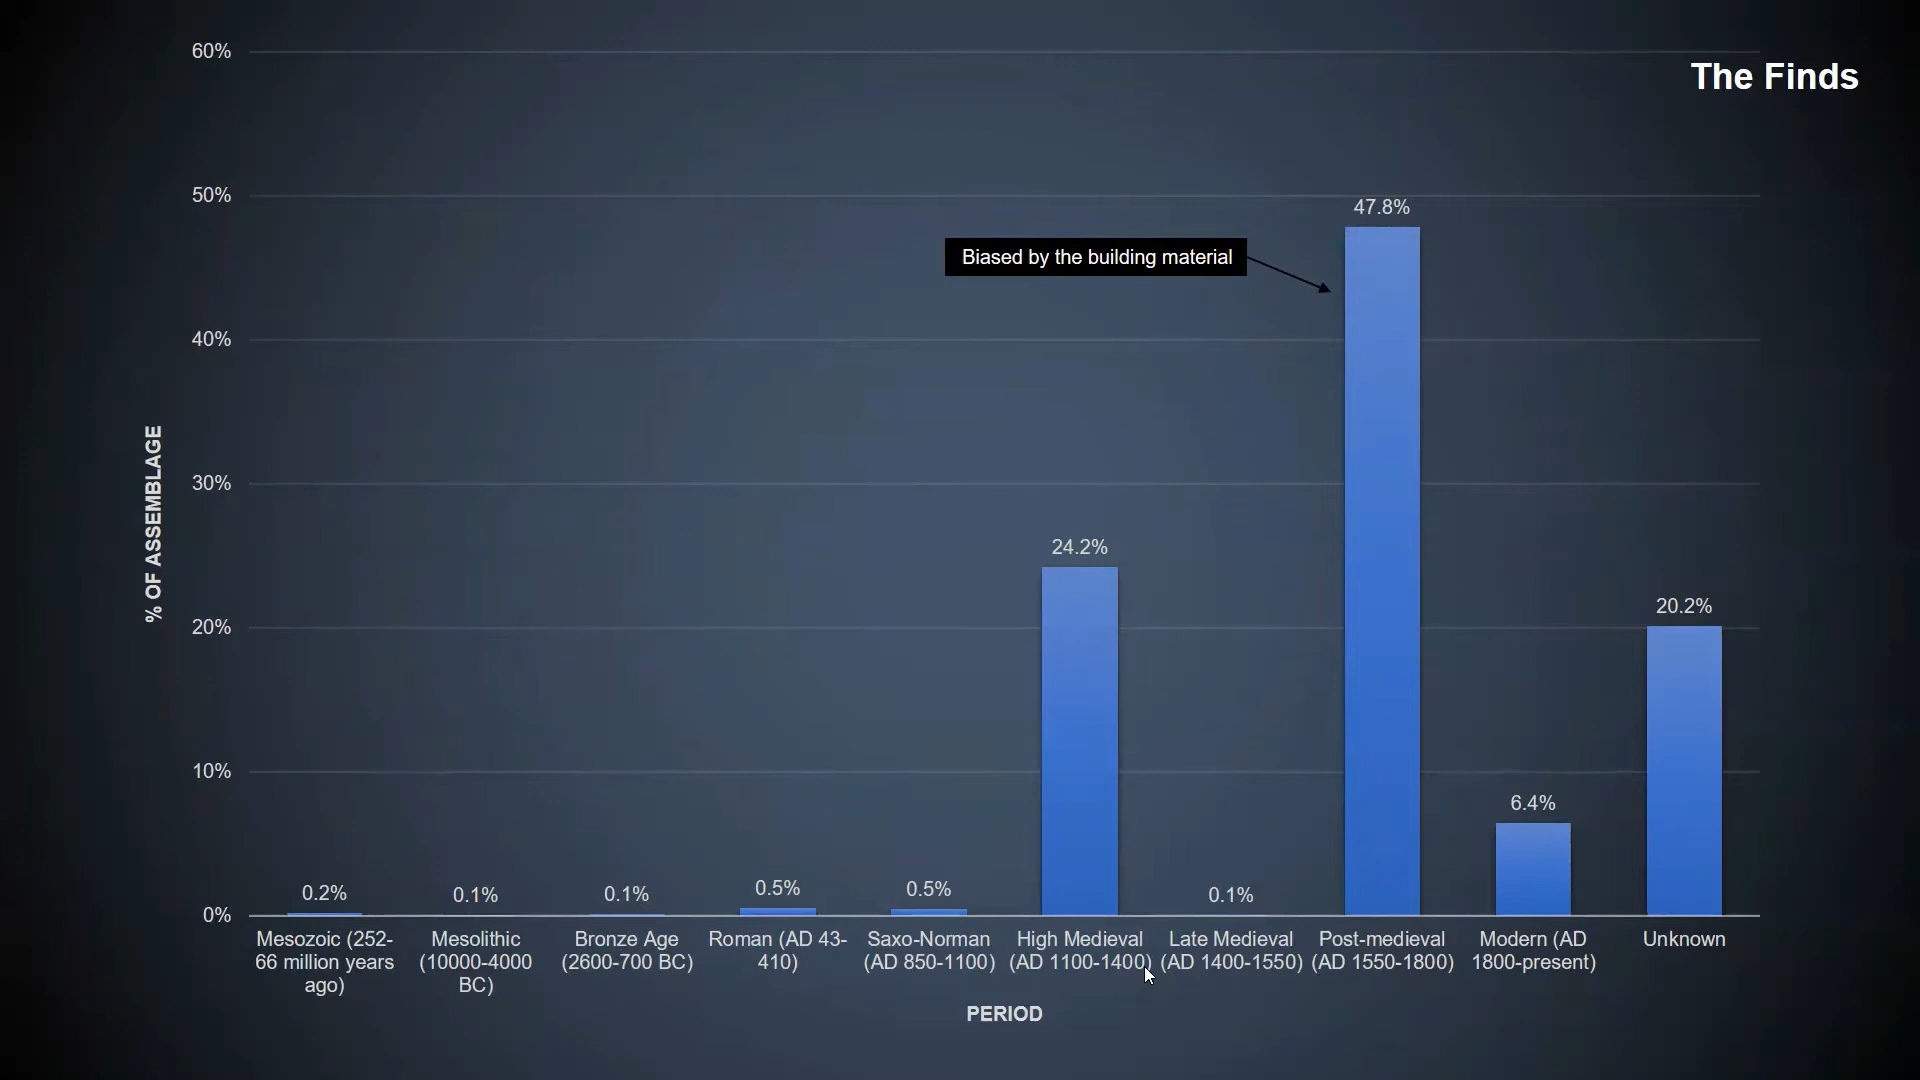 The Finds
60%
50%
40%
30%
20%
10%
0%
% OF ASSEMBLAGE
Biased by the building material
0.2%
0.1%
0.1%
0.5%
0.5%
24.2%
0.1%
47.8%
6.4%
20.2%
Mesozoic (252-
66 million years
ago)
Mesolithic
(10000-4000
BC)
Bronze Age
(2600-700 BC)
Roman (AD 43-
410)
Saxo-Norman
(AD 850-1100)
High Medieval
(AD 1100-1400)
Late Medieval
(AD 1400-1550)
Post-medieval
(AD 1550-1800)
Modern (AD
1800-present)
Unknown
PERIOD